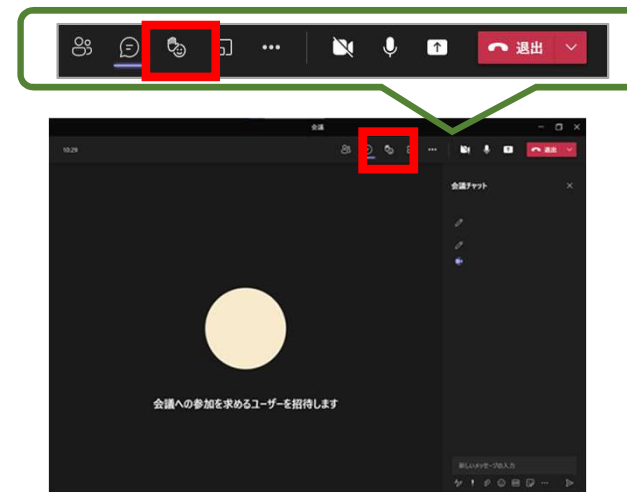 退出
会議
10:29
退出
会議チャット
会議への参加を求めるユーザーを招待します
新しいメッセージの入力